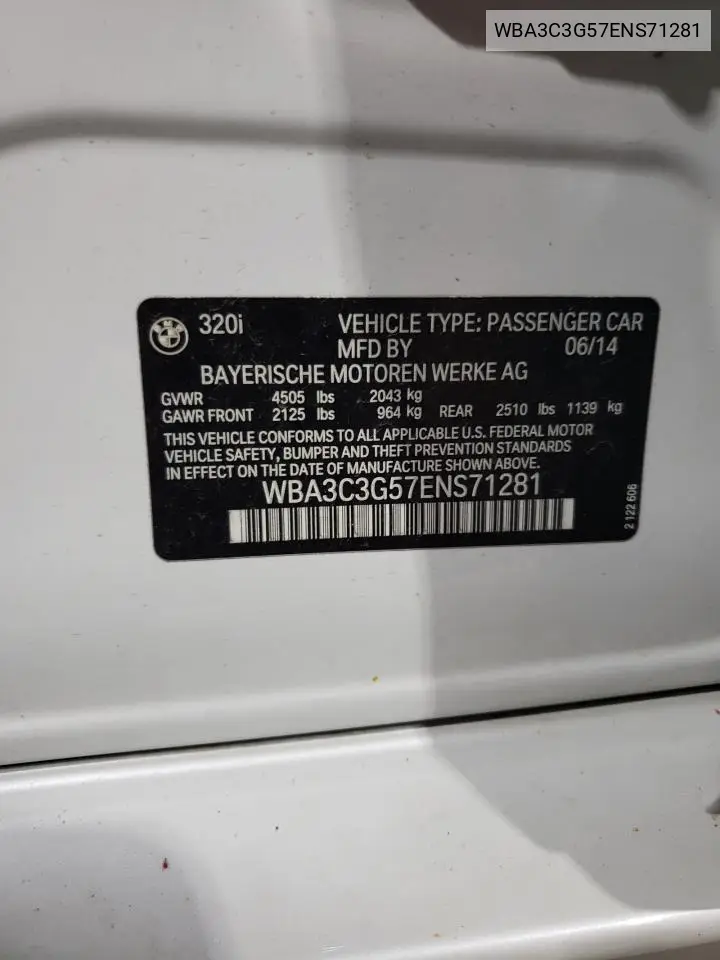 WBA3C3G57ENS71281
BMW
320i VEHICLE TYPE: PASSENGER CAR
MFD BY 06/14
BAYERISCHE MOTOREN WERKE AG
GVWR 4505 lbs 2043 kg
GAWR FRONT 2125 lbs 964 kg REAR 2510 lbs 1139 kg
THIS VEHICLE CONFORMS TO ALL APPLICABLE U.S. FEDERAL MOTOR
VEHICLE SAFETY, BUMPER AND THEFT PREVENTION STANDARDS
IN EFFECT ON THE DATE OF MANUFACTURE SHOWN ABOVE.
WBA3C3G57ENS71281
2 122 606